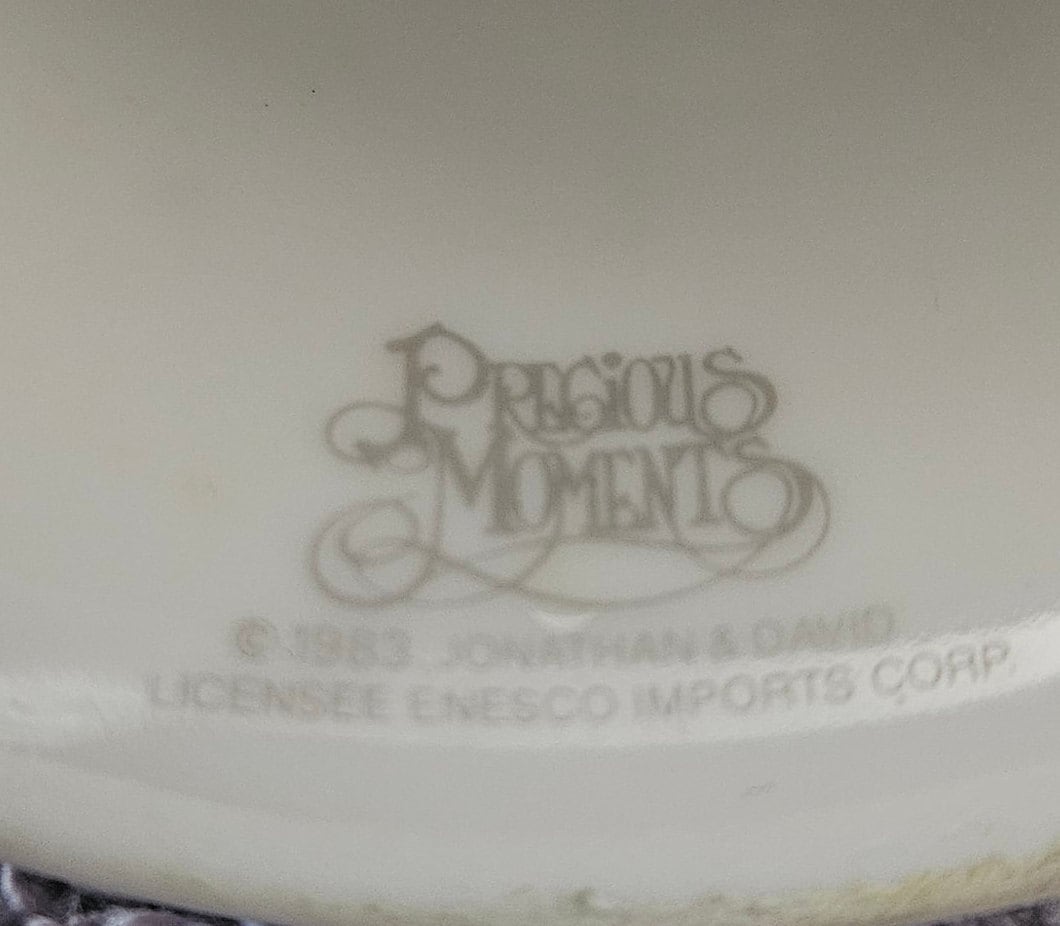 PRECIOUS
MOMENTS
© 1983 JONATHAN & DAVID
LICENSEE ENESCO IMPORTS CORP.